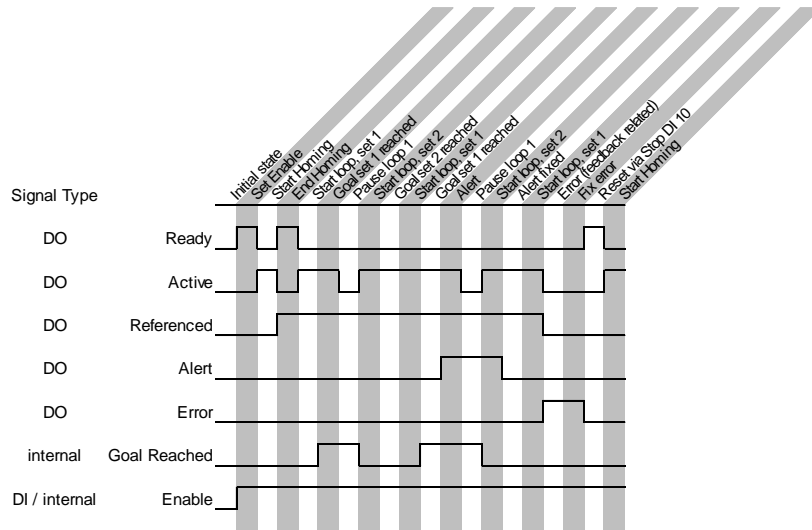 Initial state
Set Enable
Start Homing
End Homing
Start loop, set 1
Goal set 1 reached
Pause loop 1
Start loop, set 2
Goal set 2 reached
Start loop, set 1
Goal set 1 reached
Alert
Pause loop 1
Start loop, set 2
Alert fixed
Start loop, set 1
Error (feedback related)
Fix error
Reset via Stop DI 10
Start Homing
Signal Type
DO Ready
DO Active
DO Referenced
DO Alert
DO Error
internal Goal Reached
DI / internal Enable